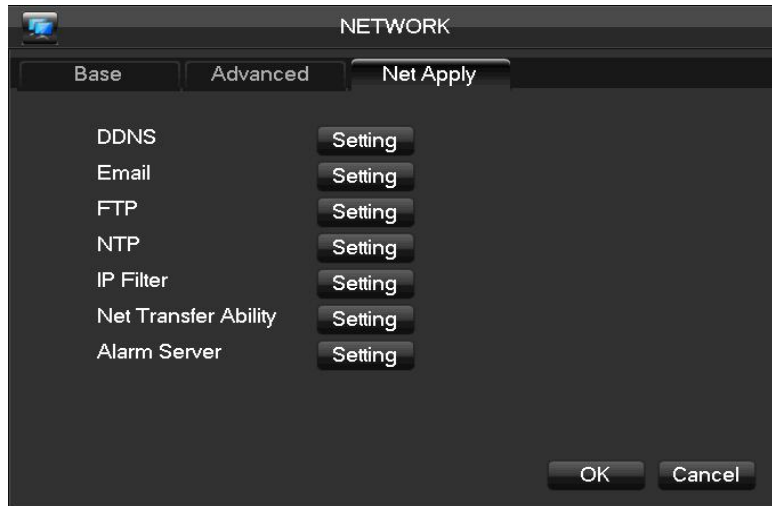 NETWORK
Base Advanced Net Apply
DDNS Setting
Email Setting
FTP Setting
NTP Setting
IP Filter Setting
Net Transfer Ability Setting
Alarm Server Setting
OK Cancel